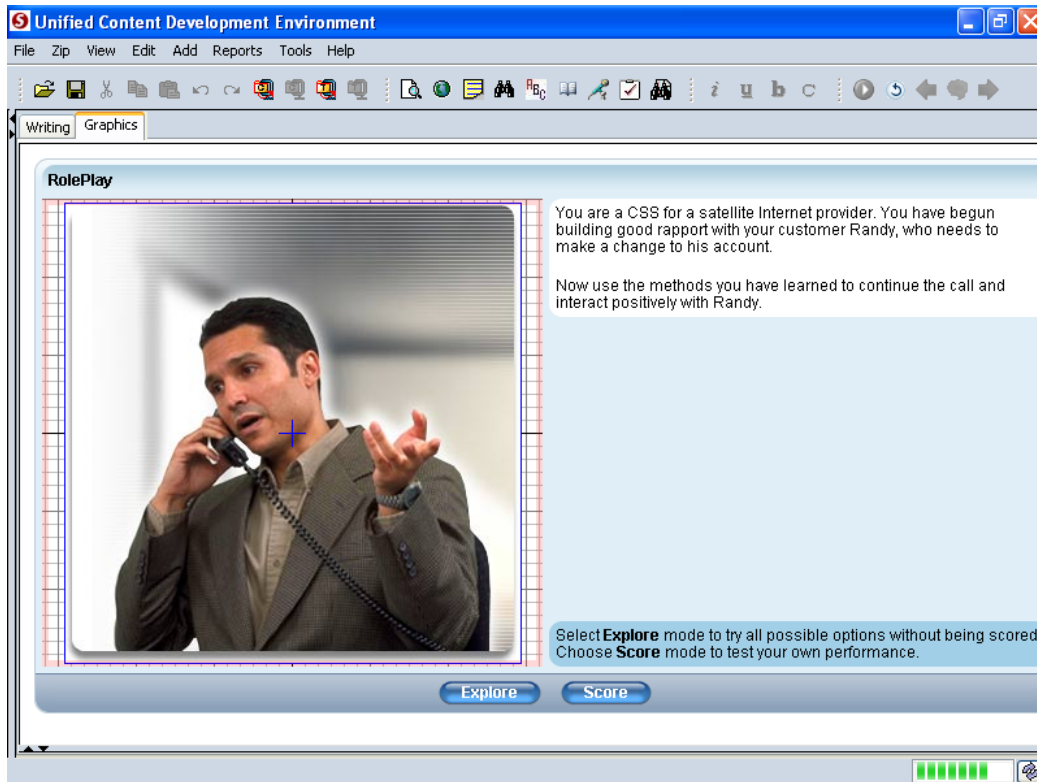 Unified Content Development Environment
File Zip View Edit Add Reports Tools Help
i u b c
Writing Graphics
RolePlay
You are a CSS for a satellite Internet provider. You have begun
building good rapport with your customer Randy, who needs to
make a change to his account.
Now use the methods you have learned to continue the call and
interact positively with Randy.
Select Explore mode to try all possible options without being scored
Choose Score mode to test your own performance.
Explore Score